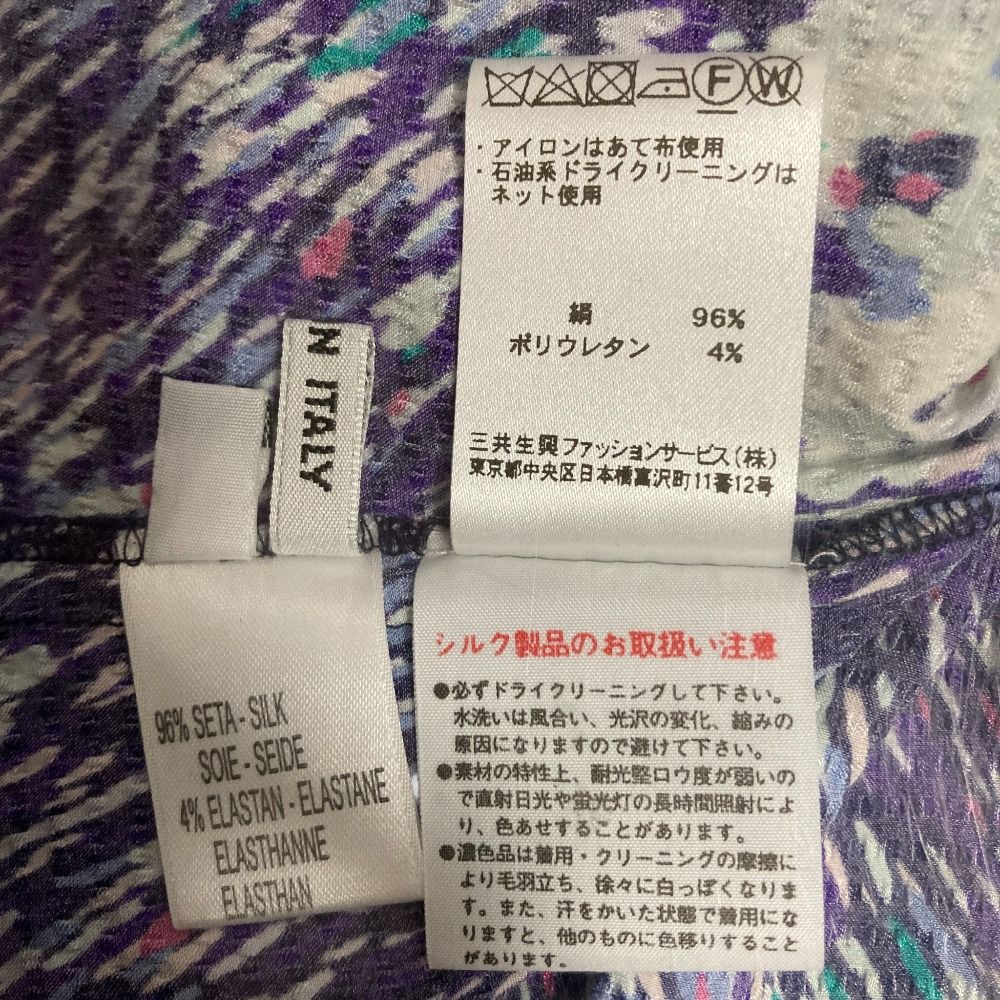 F W
・アイロンはあて布使用
・石油系ドライクリーニングは
ネット使用
絹 96%
ポリウレタン 4%
三共生興ファッションサービス(株)
東京都中央区日本橋富沢町11番12号
N ITALY
96% SETA - SILK
SOIE - SEIDE
4% ELASTAN - ELASTANE
ELASTHANNE
ELASTHAN
シルク製品のお取扱い注意
●必ずドライクリーニングして下さい。
水洗いは風合い、光沢の変化、縮みの
原因になりますので避けて下さい。
●素材の特性上、耐光堅ロウ度が弱いの
で直射日光や蛍光灯の長時間照射によ
り、色あせすることがあります。
●濃色品は着用・クリーニングの摩擦に
より毛羽立ち、徐々に白っぽくなりま
す。また、汗をかいた状態で着用にな
りますと、他のものに色移りすること
があります。